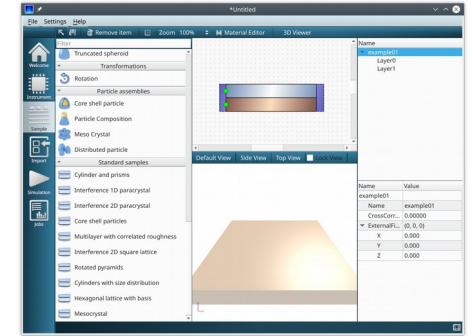 *Untitled
File Settings Help
Remove item Zoom 100% Material Editor 3D Viewer
Welcome
Instrument
Sample
Import
Simulation
Jobs
Filter
Truncated spheroid
Transformations
Rotation
Particle assemblies
Core shell particle
Particle Composition
Meso Crystal
Distributed particle
Standard samples
Cylinder and prisms
Interference 1D paracrystal
Interference 2D paracrystal
Core shell particles
Multilayer with correlated roughness
Interference 2D square lattice
Rotated pyramids
Cylinders with size distribution
Hexagonal lattice with basis
Mesocrystal
Default View Side View Top View Lock View
Name
example01
Layer0
Layer1
Name Value
example01
Name example01
CrossCorr... 0.00000
ExternalFi... (0, 0, 0)
X 0.000
Y 0.000
Z 0.000